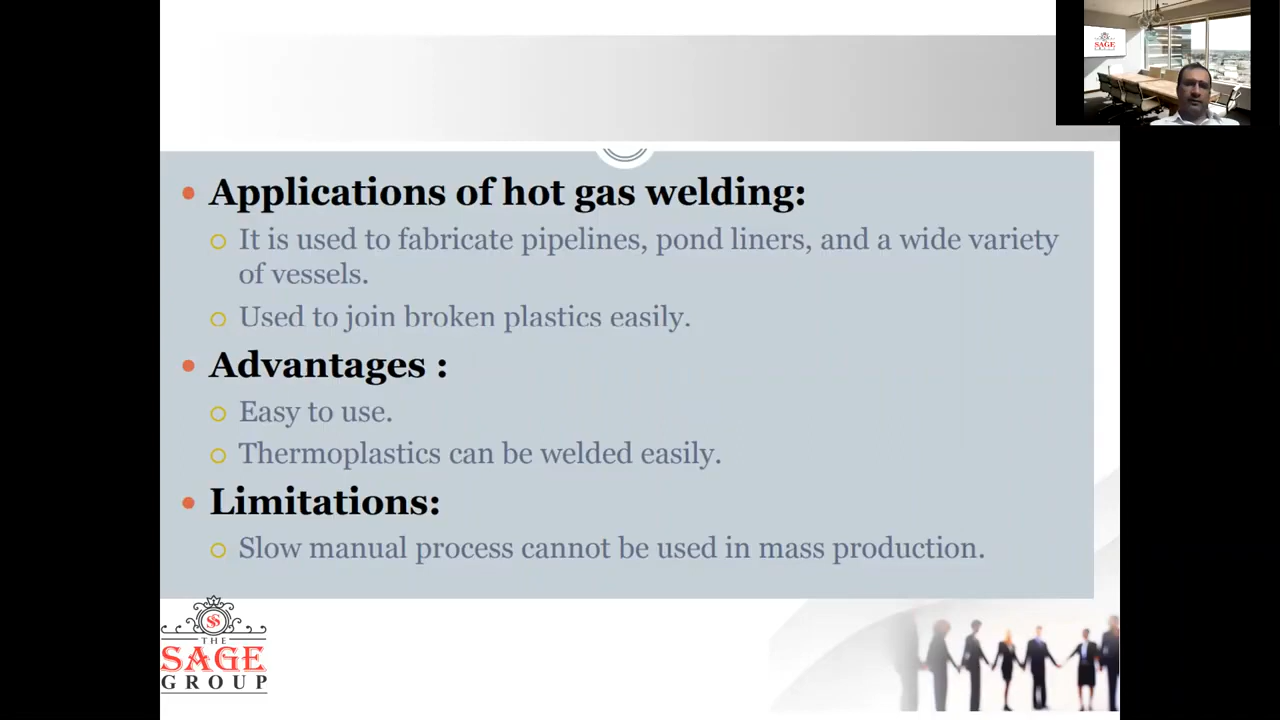 SAGE
Applications of hot gas welding:
It is used to fabricate pipelines, pond liners, and a wide variety
of vessels.
Used to join broken plastics easily.
Advantages :
Easy to use.
Thermoplastics can be welded easily.
Limitations:
Slow manual process cannot be used in mass production.
THE
SAGE
GROUP